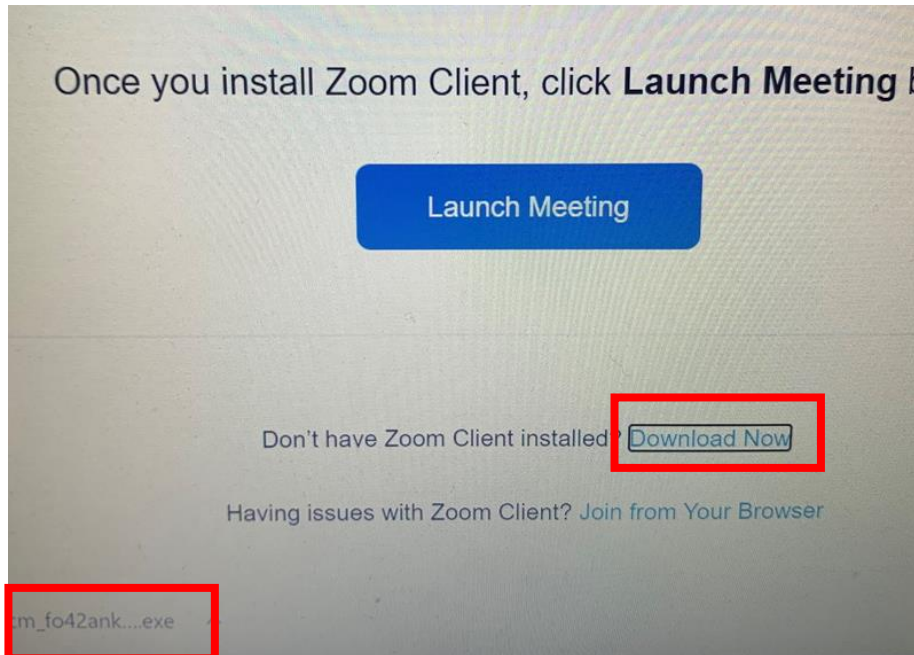 Once you install Zoom Client, click Launch Meeting
Launch Meeting
Don't have Zoom Client installed? Download Now
Having issues with Zoom Client? Join from Your Browser
cm_fo42ank....exe